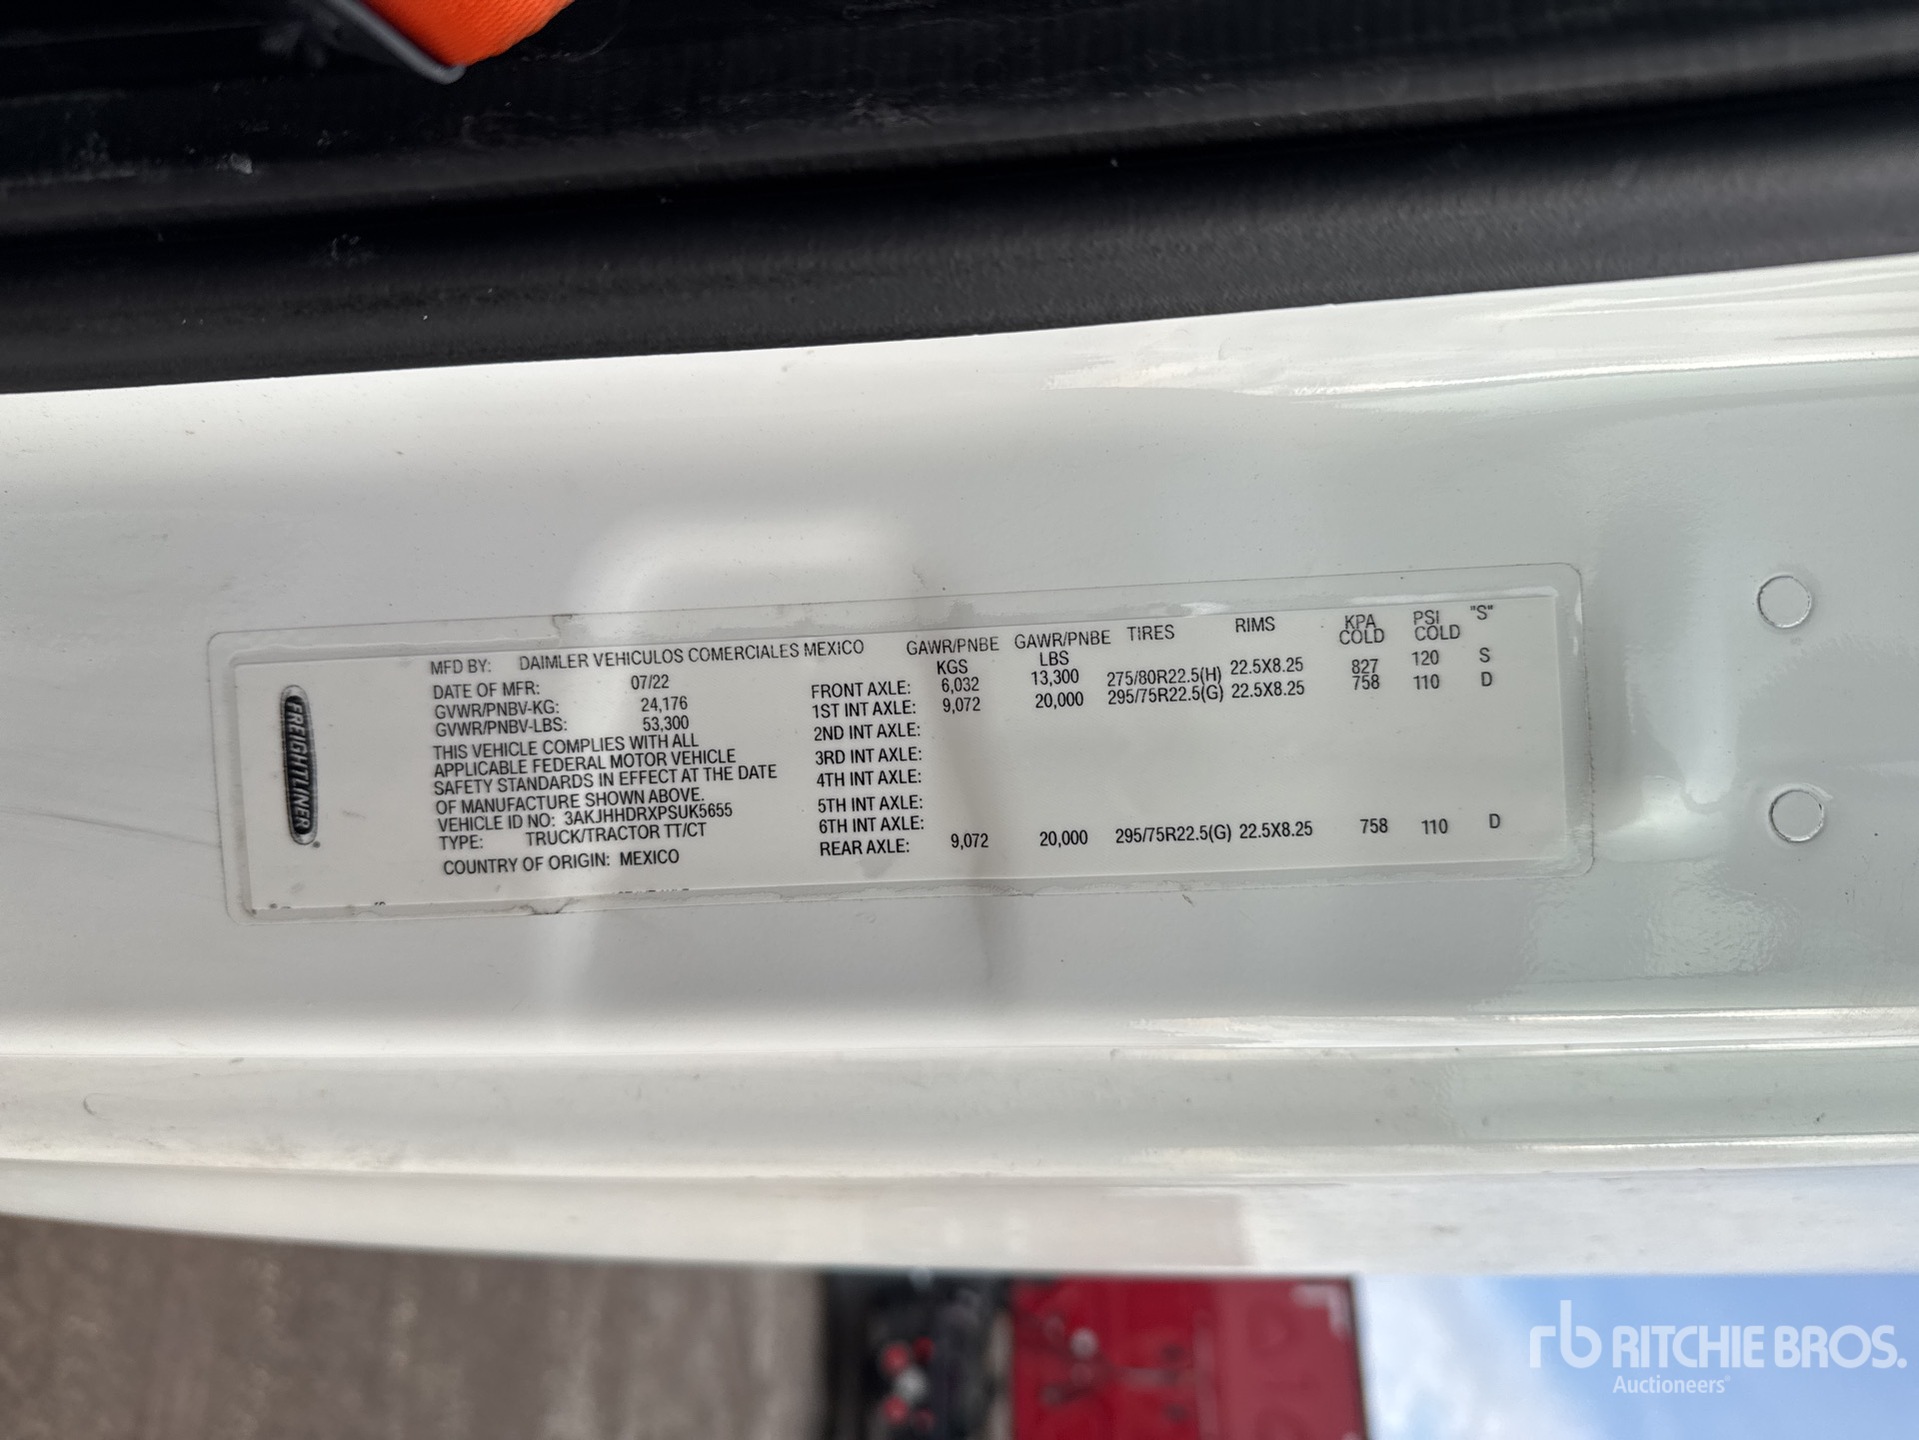 FREIGHTLINER
MFD BY: DAIMLER VEHICULOS COMERCIALES MEXICO
DATE OF MFR: 07/22
GVWR/PNBV-KG: 24,176
GVWR/PNBV-LBS: 53,300
THIS VEHICLE COMPLIES WITH ALL
APPLICABLE FEDERAL MOTOR VEHICLE
SAFETY STANDARDS IN EFFECT AT THE DATE
OF MANUFACTURE SHOWN ABOVE.
VEHICLE ID NO: 3AKJHHDRXPSUK5655
TYPE: TRUCK/TRACTOR TT/CT
COUNTRY OF ORIGIN: MEXICO
GAWR/PNBE GAWR/PNBE TIRES RIMS KPA PSI "S"
KGS LBS COLD COLD
FRONT AXLE: 6,032 13,300 275/80R22.5(H) 22.5X8.25 827 120 S
1ST INT AXLE: 9,072 20,000 295/75R22.5(G) 22.5X8.25 758 110 D
2ND INT AXLE:
3RD INT AXLE:
4TH INT AXLE:
5TH INT AXLE:
6TH INT AXLE:
REAR AXLE: 9,072 20,000 295/75R22.5(G) 22.5X8.25 758 110 D
rb RITCHIE BROS.
Auctioneers